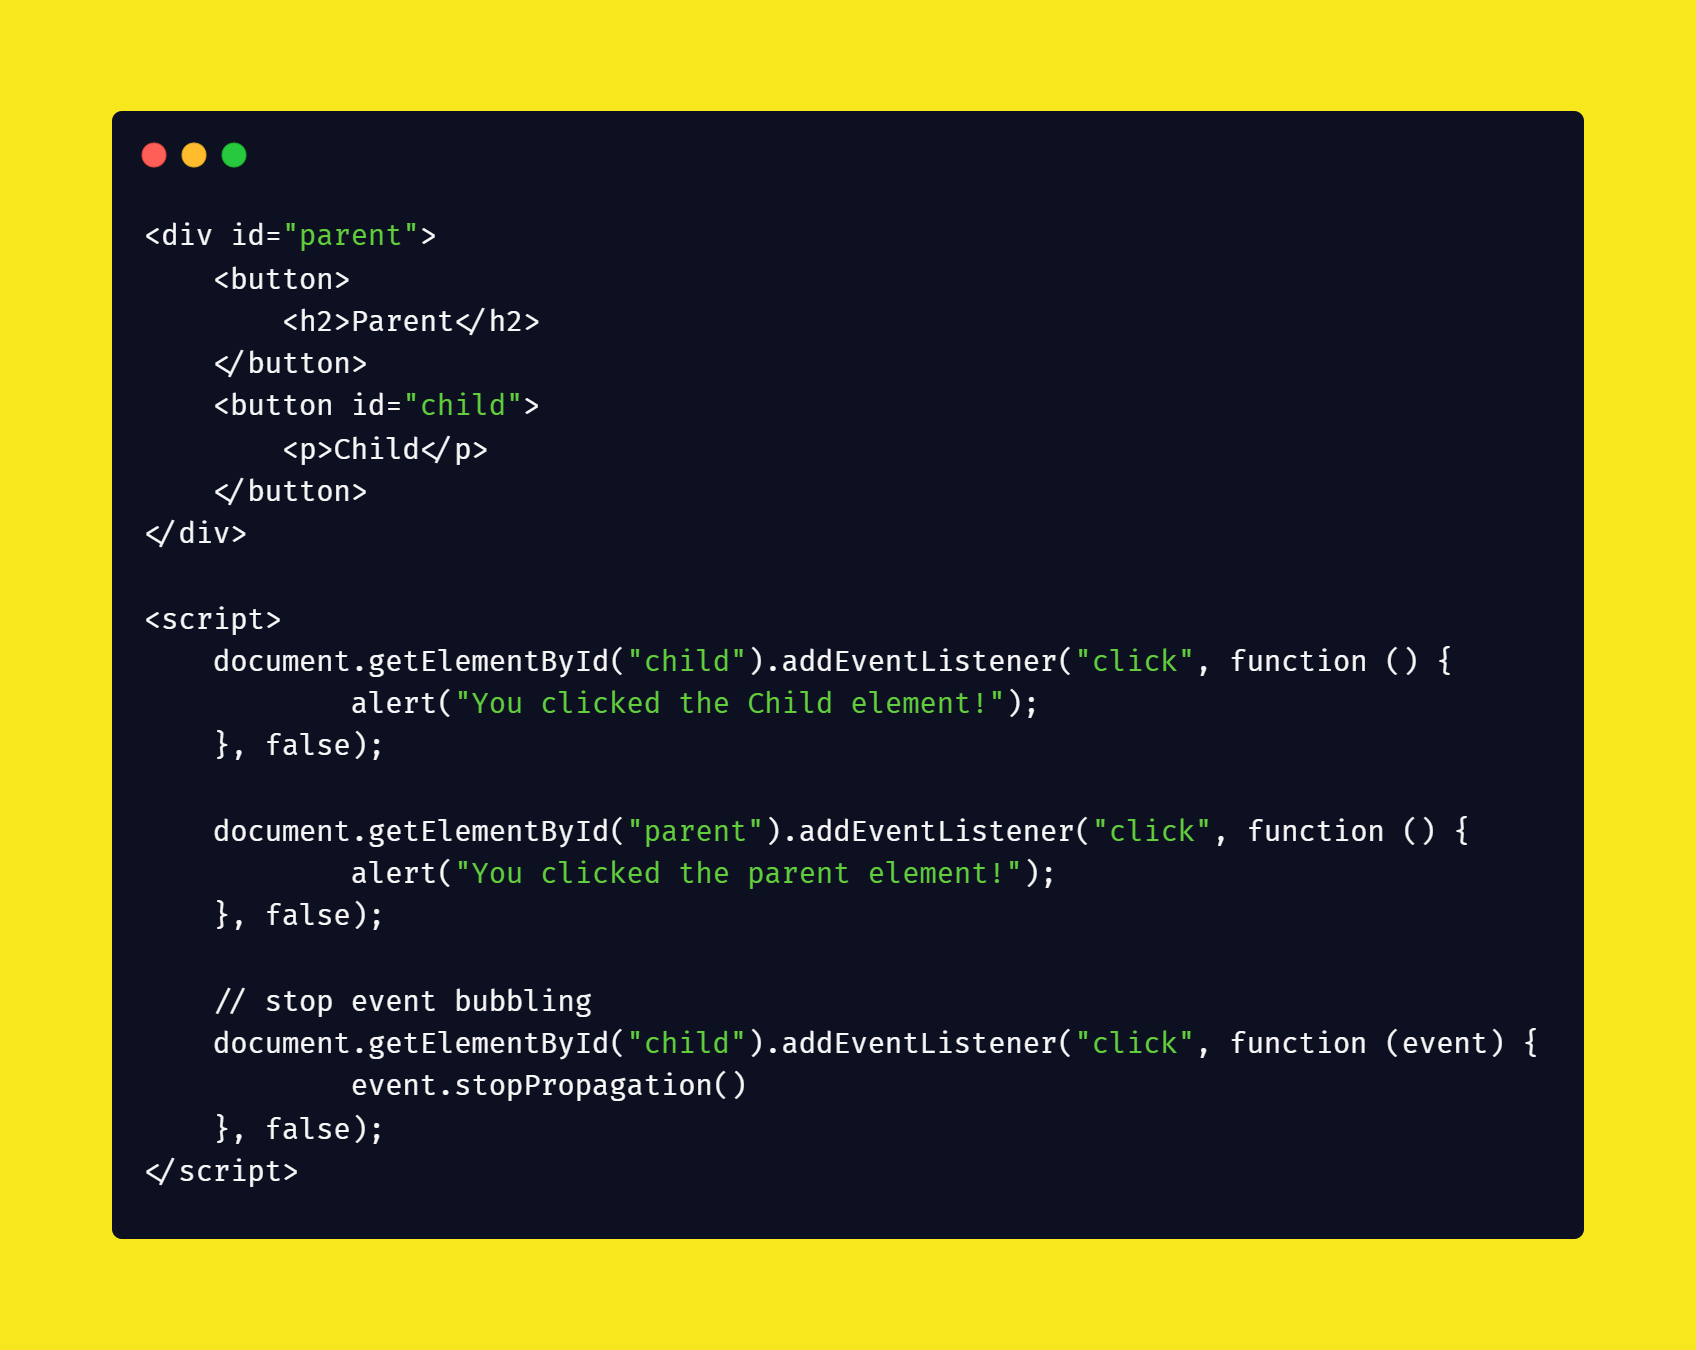 <div id="parent">
    <button>
        <h2>Parent</h2>
    </button>
    <button id="child">
        <p>Child</p>
    </button>
</div>

<script>
    document.getElementById("child").addEventListener("click", function () {
            alert("You clicked the Child element!");
    }, false);

    document.getElementById("parent").addEventListener("click", function () {
            alert("You clicked the parent element!");
    }, false);

    // stop event bubbling
    document.getElementById("child").addEventListener("click", function (event) {
            event.stopPropagation()
    }, false);
</script>